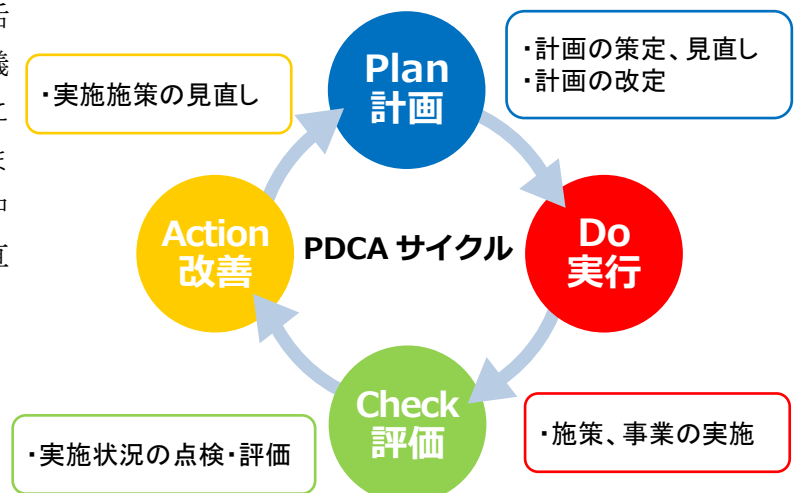 Plan
計画
・計画の策定、見直し
・計画の改定
・実施施策の見直し
Action
改善
PDCA サイクル
Do
実行
Check
評価
・施策、事業の実施
・実施状況の点検・評価